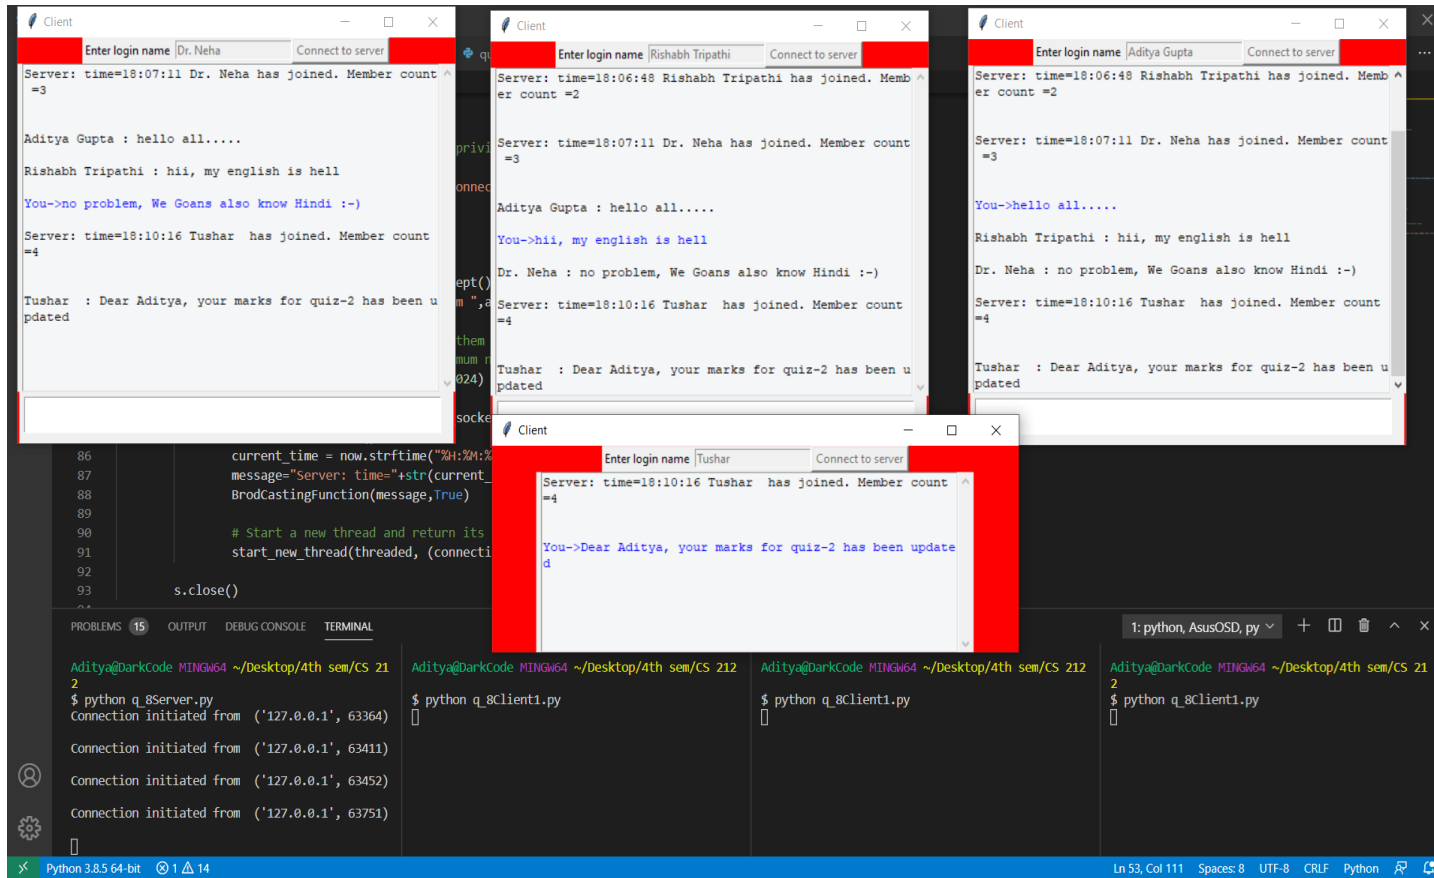 Client
Enter login name Dr. Neha Connect to server
Server: time=18:07:11 Dr. Neha has joined. Member count
=3
Aditya Gupta : hello all.....
Rishabh Tripathi : hii, my english is hell
You->no problem, We Goans also know Hindi :-)
Server: time=18:10:16 Tushar  has joined. Member count
=4
Tushar  : Dear Aditya, your marks for quiz-2 has been u
pdated
Client
Enter login name Rishabh Tripathi Connect to server
Server: time=18:06:48 Rishabh Tripathi has joined. Memb
er count =2
Server: time=18:07:11 Dr. Neha has joined. Member count
=3
Aditya Gupta : hello all.....
You->hii, my english is hell
Dr. Neha : no problem, We Goans also know Hindi :-)
Server: time=18:10:16 Tushar  has joined. Member count
=4
Tushar  : Dear Aditya, your marks for quiz-2 has been u
pdated
Client
Enter login name Aditya Gupta Connect to server
Server: time=18:06:48 Rishabh Tripathi has joined. Memb
er count =2
Server: time=18:07:11 Dr. Neha has joined. Member count
=3
You->hello all.....
Rishabh Tripathi : hii, my english is hell
Dr. Neha : no problem, We Goans also know Hindi :-)
Server: time=18:10:16 Tushar  has joined. Member count
=4
Tushar  : Dear Aditya, your marks for quiz-2 has been u
pdated
Client
Enter login name Tushar Connect to server
Server: time=18:10:16 Tushar  has joined. Member count
=4
You->Dear Aditya, your marks for quiz-2 has been update
d
qu
privi
onnec
ept()
m ",a
them
mum n
024)
socke
86 current_time = now.strftime("%H:%M:%
87 message="Server: time="+str(current_
88 BrodCastingFunction(message,True)
89
90 # Start a new thread and return its
91 start_new_thread(threaded, (connecti
92
93 s.close()
PROBLEMS 15 OUTPUT DEBUG CONSOLE TERMINAL 1: python, AsusOSD, py
Aditya@DarkCode MINGW64 ~/Desktop/4th sem/CS 21
2
$ python q_8Server.py
Connection initiated from  ('127.0.0.1', 63364)
Connection initiated from  ('127.0.0.1', 63411)
Connection initiated from  ('127.0.0.1', 63452)
Connection initiated from  ('127.0.0.1', 63751)
Aditya@DarkCode MINGW64 ~/Desktop/4th sem/CS 212
$ python q_8Client1.py
Aditya@DarkCode MINGW64 ~/Desktop/4th sem/CS 212
$ python q_8Client1.py
Aditya@DarkCode MINGW64 ~/Desktop/4th sem/CS 21
2
$ python q_8Client1.py
Python 3.8.5 64-bit 1 14 Ln 53, Col 111 Spaces: 8 UTF-8 CRLF Python